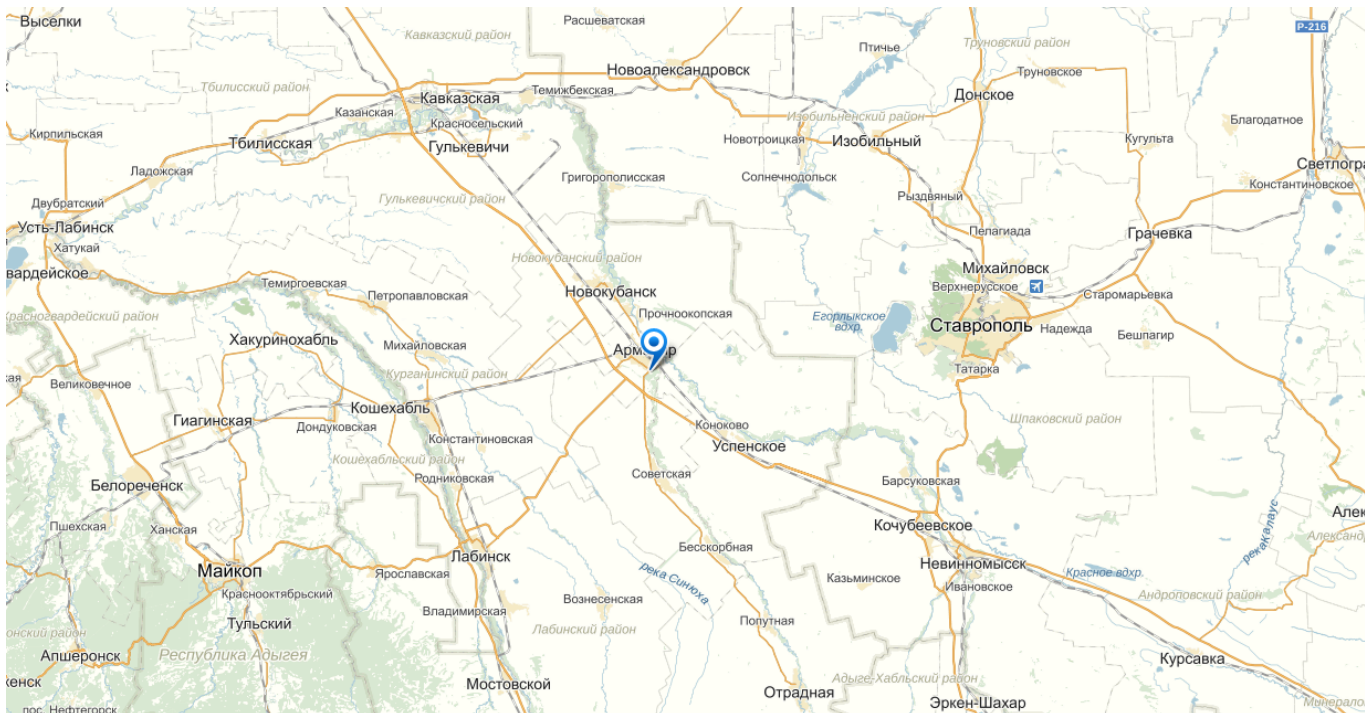 Выселки
Расшеватская
Р-216
Кавказский район
Птичье
Труновский район
Новоалександровск
Труновское
Тбилисский район
Кавказская
Темижбекская
Донское
Казанская
Красносельский
Изобильненский район
Благодатное
Кирпильская
Тбилисская
Гулькевичи
Новотроицкая
Изобильный
Кугульта
Светлогра
Ладожская
Григорополисская
Солнечнодольск
Константиновское
Двубратский
Гулькевичский район
Рыздвяный
Усть-Лабинск
Пелагиада
Грачевка
Хатукай
Новокубанский район
вардейское
Михайловск
Темиргоевская
Петропавловская
Новокубанск
Верхнерусское
Старомарьевка
Красногвардейский район
Прочноокопская
Егорлыкское
вдхр.
Ставрополь
Надежда
Бешпагир
Хакуринохабль
Михайловская
Татарка
Великовечное
Курганинский район
Кошехабль
Гиагинская
Дондуковская
Шпаковский район
Коноково
Константиновская
Успенское
Кошехабльский район
Родниковская
Советская
Белореченск
Барсуковская
река Калаус
Алек
Пшехская
Ханская
Кочубеевское
Александр
Лабинск
Бесскорбная
Невинномысск
Майкоп
Ярославская
река Синюха
Казьминское
Красное вдхр.
Ивановское
Краснооктябрьский
Вознесенская
Андроповский район
Владимирская
Тульский
Лабинский район
Попутная
онский район
Апшеронск
Республика Адыгея
Курсавка
женск
Мостовской
Адыге-Хабльский район
Отрадная
Эркен-Шахар
Минерало
пос. Нефтегорск